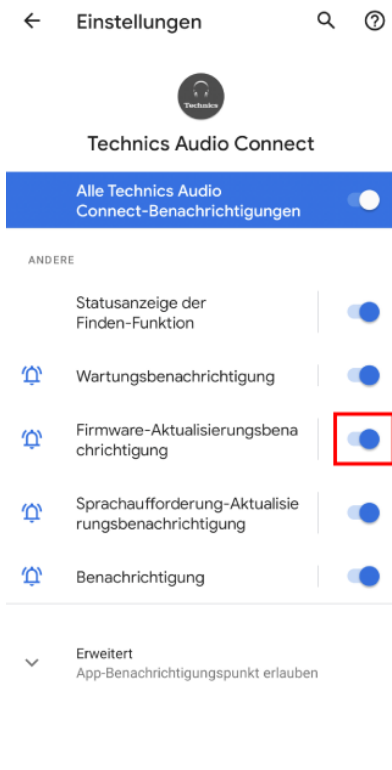 Einstellungen
Technics
Technics Audio Connect
Alle Technics Audio
Connect-Benachrichtigungen
ANDERE
Statusanzeige der
Finden-Funktion
Wartungsbenachrichtigung
Firmware-Aktualisierungsbena
chrichtigung
Sprachaufforderung-Aktualisie
rungsbenachrichtigung
Benachrichtigung
Erweitert
App-Benachrichtigungspunkt erlauben